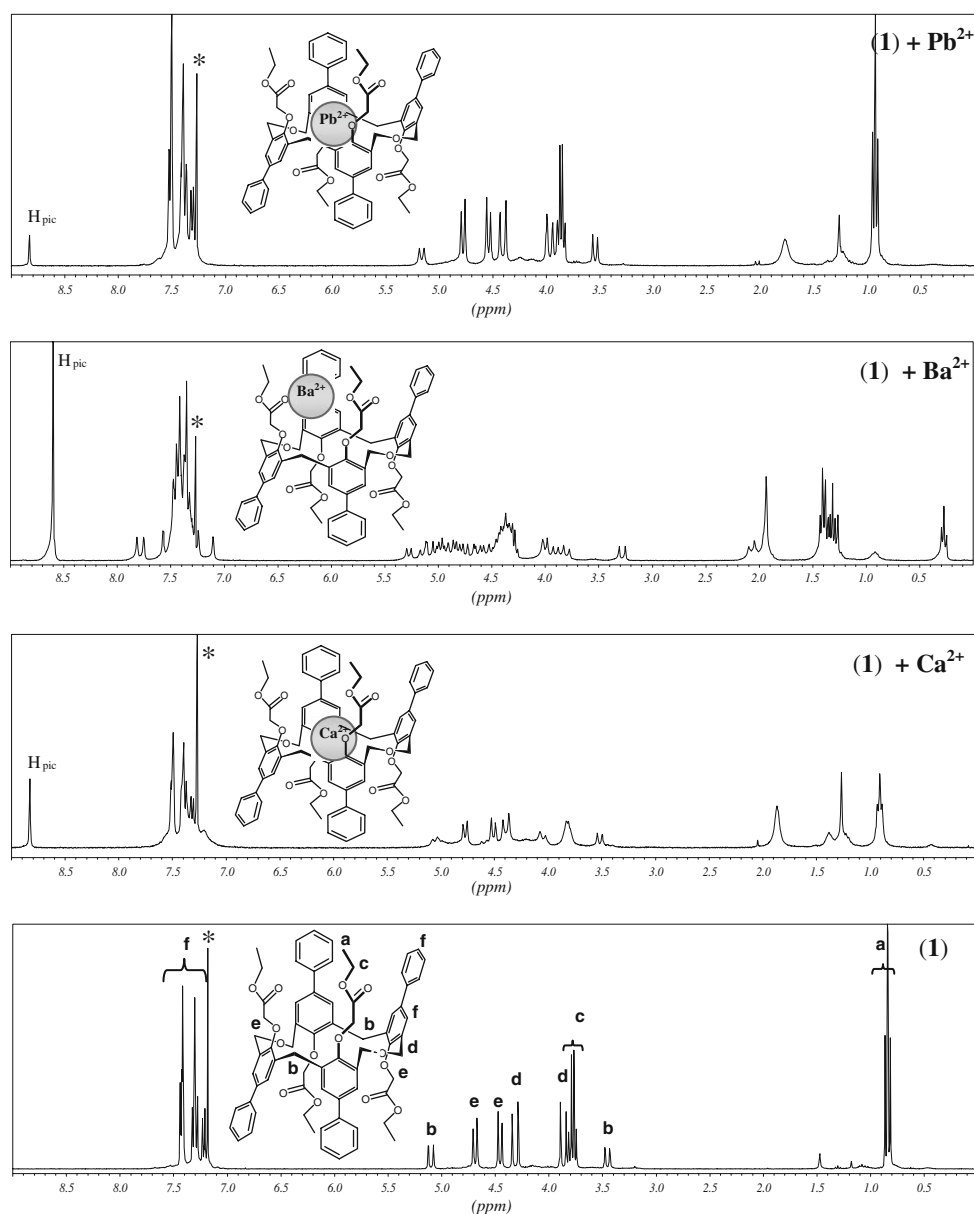 (1) + Pb2+
*
Pb2+
O O O O O O O O O O O O
Hpic
8.5 8.0 7.5 7.0 6.5 6.0 5.5 5.0 4.5 4.0 3.5 3.0 2.5 2.0 1.5 1.0 0.5
(ppm)
(1) + Ba2+
Hpic
*
Ba2+
O O O O O O O O O O O O
8.5 8.0 7.5 7.0 6.5 6.0 5.5 5.0 4.5 4.0 3.5 3.0 2.5 2.0 1.5 1.0 0.5
(ppm)
(1) + Ca2+
*
Ca2+
O O O O O O O O O O O O
Hpic
8.5 8.0 7.5 7.0 6.5 6.0 5.5 5.0 4.5 4.0 3.5 3.0 2.5 2.0 1.5 1.0 0.5
(ppm)
(1)
f * a c f a
O O O O O O O O O O O O
e b f d e b
c
d d
e e
b b
8.0 7.5 7.0 6.5 6.0 5.5 5.0 4.5 4.0 3.5 3.0 2.5 2.0 1.5 1.0 0.5
(ppm)